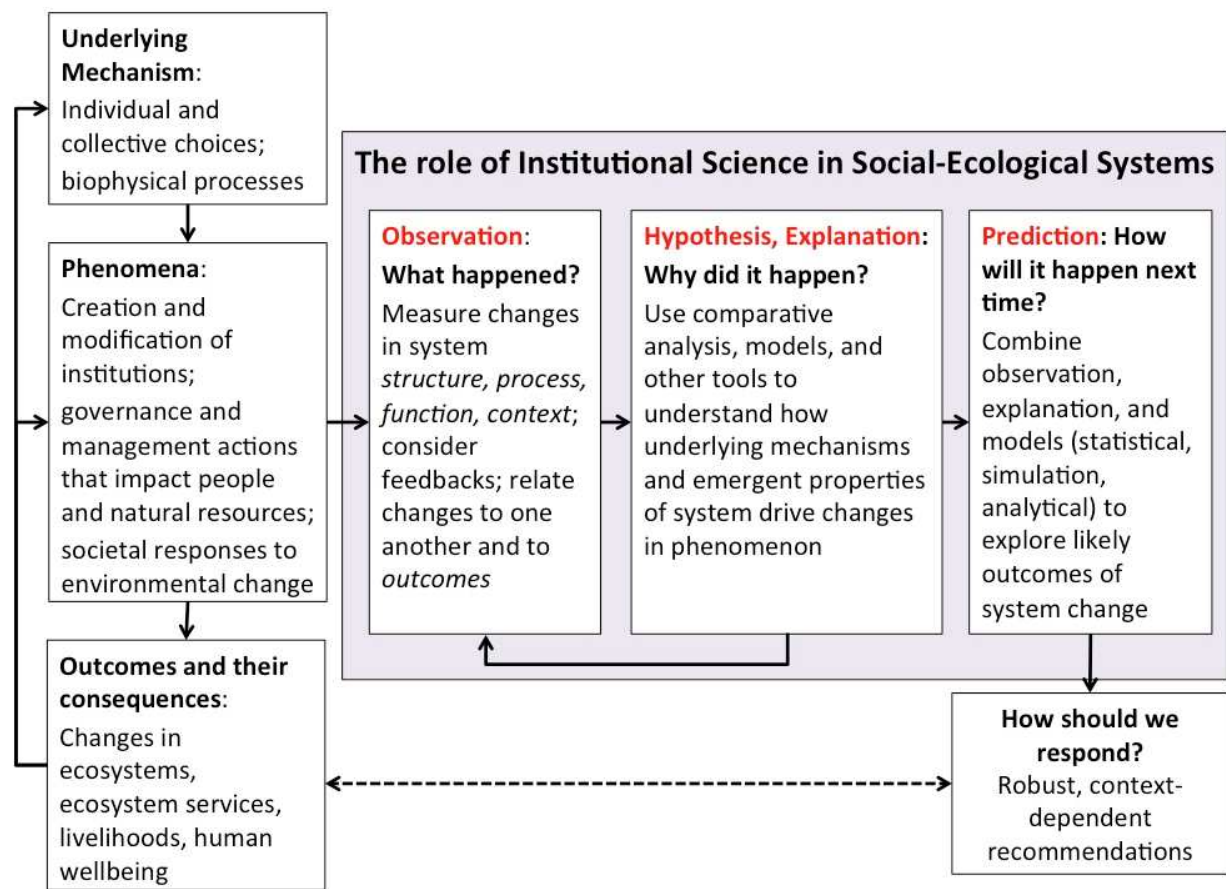 Underlying
Mechanism:
Individual and
collective choices;
biophysical processes
Phenomena:
Creation and
modification of
institutions;
governance and
management actions
that impact people
and natural resources;
societal responses to
environmental change
Outcomes and their
consequences:
Changes in
ecosystems,
ecosystem services,
livelihoods, human
wellbeing
The role of Institutional Science in Social-Ecological Systems
Observation:
What happened?
Measure changes
in system
structure, process,
function, context;
consider
feedbacks; relate
changes to one
another and to
outcomes
Hypothesis, Explanation:
Why did it happen?
Use comparative
analysis, models, and
other tools to
understand how
underlying mechanisms
and emergent properties
of system drive changes
in phenomenon
Prediction: How
will it happen next
time?
Combine
observation,
explanation, and
models (statistical,
simulation,
analytical) to
explore likely
outcomes of
system change
How should we
respond?
Robust, context-
dependent
recommendations